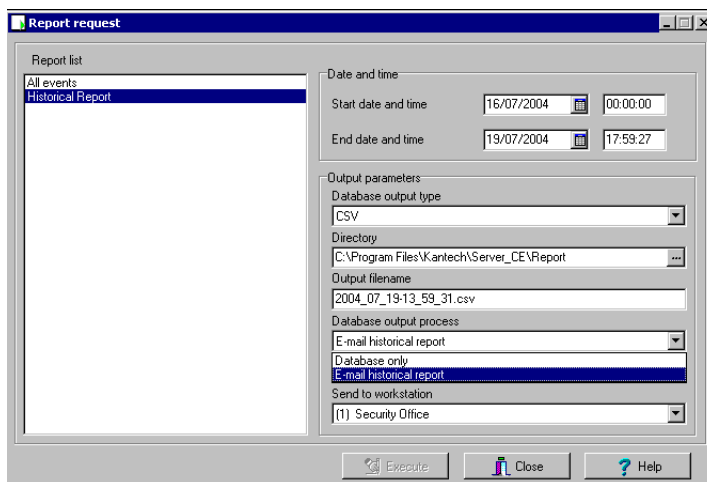 Report request
Report list
All events
Historical Report
Date and time
Start date and time 16/07/2004 00:00:00
End date and time 19/07/2004 17:59:27
Output parameters
Database output type
CSV
Directory
C:\Program Files\Kantech\Server_CE\Report ...
Output filename
2004_07_19-13_59_31.csv
Database output process
E-mail historical report
Database only
E-mail historical report
Send to workstation
(1) Security Office
Execute Close ? Help